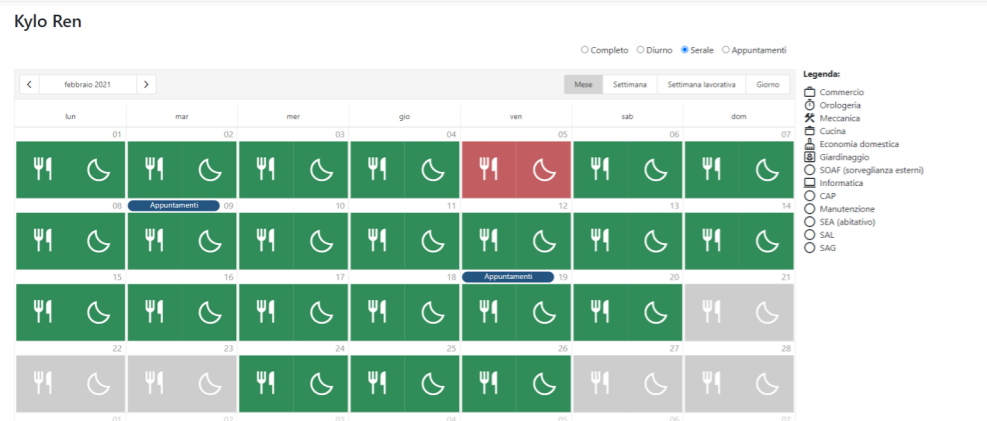 Kylo Ren
Completo Diurno Serale Appuntamenti
febbraio 2021 Mese Settimana Settimana lavorativa Giorno
lun mar mer gio ven sab dom
01 02 03 04 05 06 07
08 Appuntamenti 09 10 11 12 13 14
15 16 17 18 Appuntamenti 19 20 21
22 23 24 25 26 27 28
01 02 03 04 05 06 07
Legenda:
Commercio
Orologeria
Meccanica
Cucina
Economia domestica
Giardinaggio
SOAF (sorveglianza esterni)
Informatica
CAP
Manutenzione
SEA (abitativo)
SAL
SAG